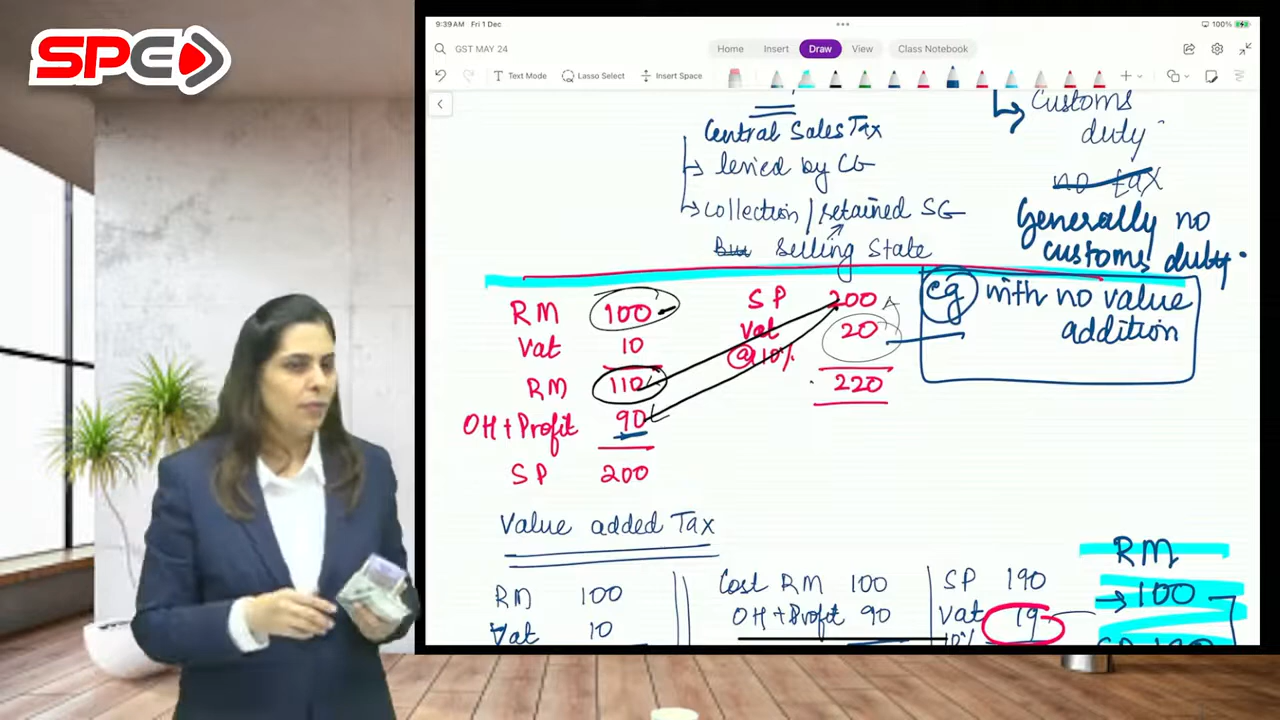 SPED
9:39 AM Fri 1 Dec
100%
GST MAY 24
Home Insert Draw View Class Notebook
Text Mode Lasso Select Insert Space
Central Sales Tax
levied by CG
collection / retained SG
Selling State
Customs
duty
no tax
Generally no
customs duty.
RM 100
Vat 10
RM 110
OH + Profit 90
SP 200
SP 200
Vat 20
@10%
220
eg with no value
addition
Value added Tax
RM 100
Vat 10
Cost RM 100
OH + Profit 90
SP 190
Vat 19
10%
RM
100